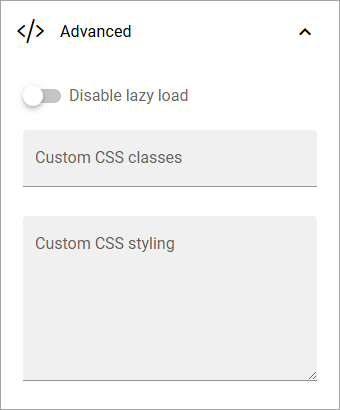 Advanced
Disable lazy load
Custom CSS classes
Custom CSS styling